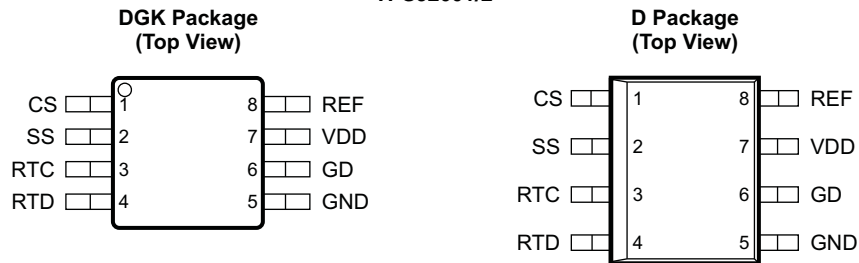 DGK Package
(Top View)
CS 1 8 REF
SS 2 7 VDD
RTC 3 6 GD
RTD 4 5 GND
D Package
(Top View)
CS 1 8 REF
SS 2 7 VDD
RTC 3 6 GD
RTD 4 5 GND